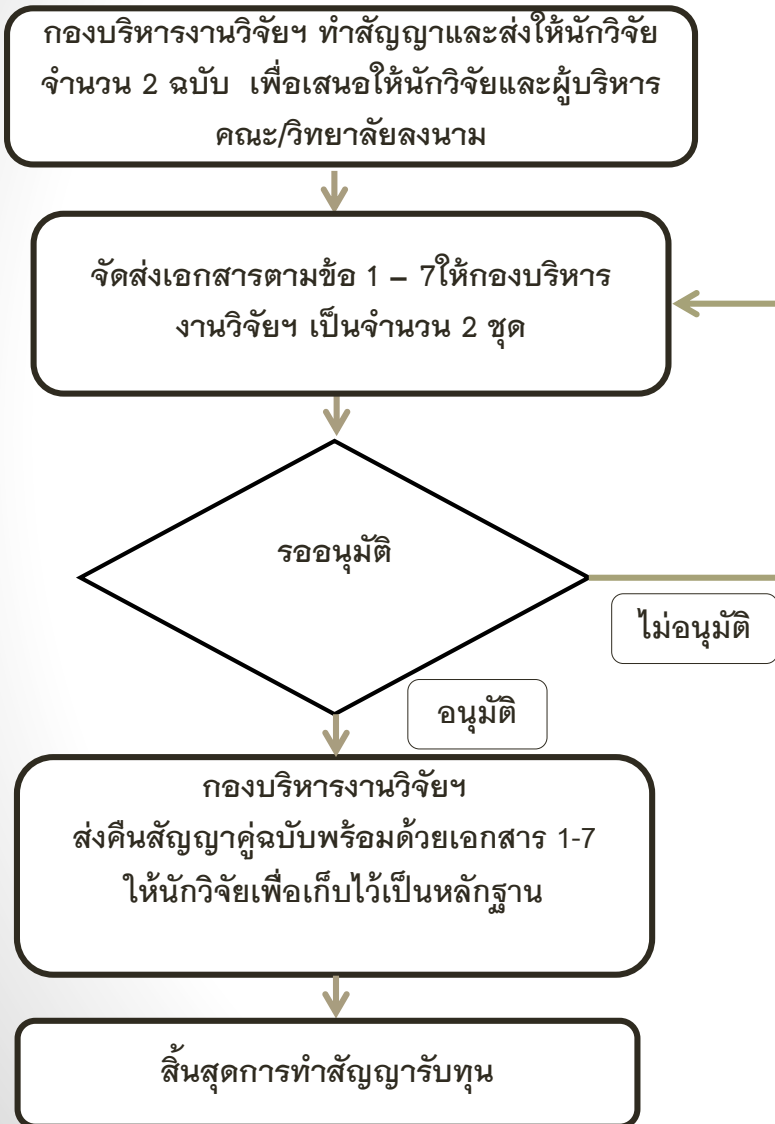 กองบริหารงานวิจัยฯ ทำสัญญาและส่งให้นักวิจัย
จำนวน 2 ฉบับ เพื่อเสนอให้นักวิจัยและผู้บริหาร
คณะ/วิทยาลัยลงนาม
จัดส่งเอกสารตามข้อ 1 – 7ให้กองบริหาร
งานวิจัยฯ เป็นจำนวน 2 ชุด
รออนุมัติ
ไม่อนุมัติ
อนุมัติ
กองบริหารงานวิจัยฯ
ส่งคืนสัญญาคู่ฉบับพร้อมด้วยเอกสาร 1-7
ให้นักวิจัยเพื่อเก็บไว้เป็นหลักฐาน
สิ้นสุดการทำสัญญารับทุน